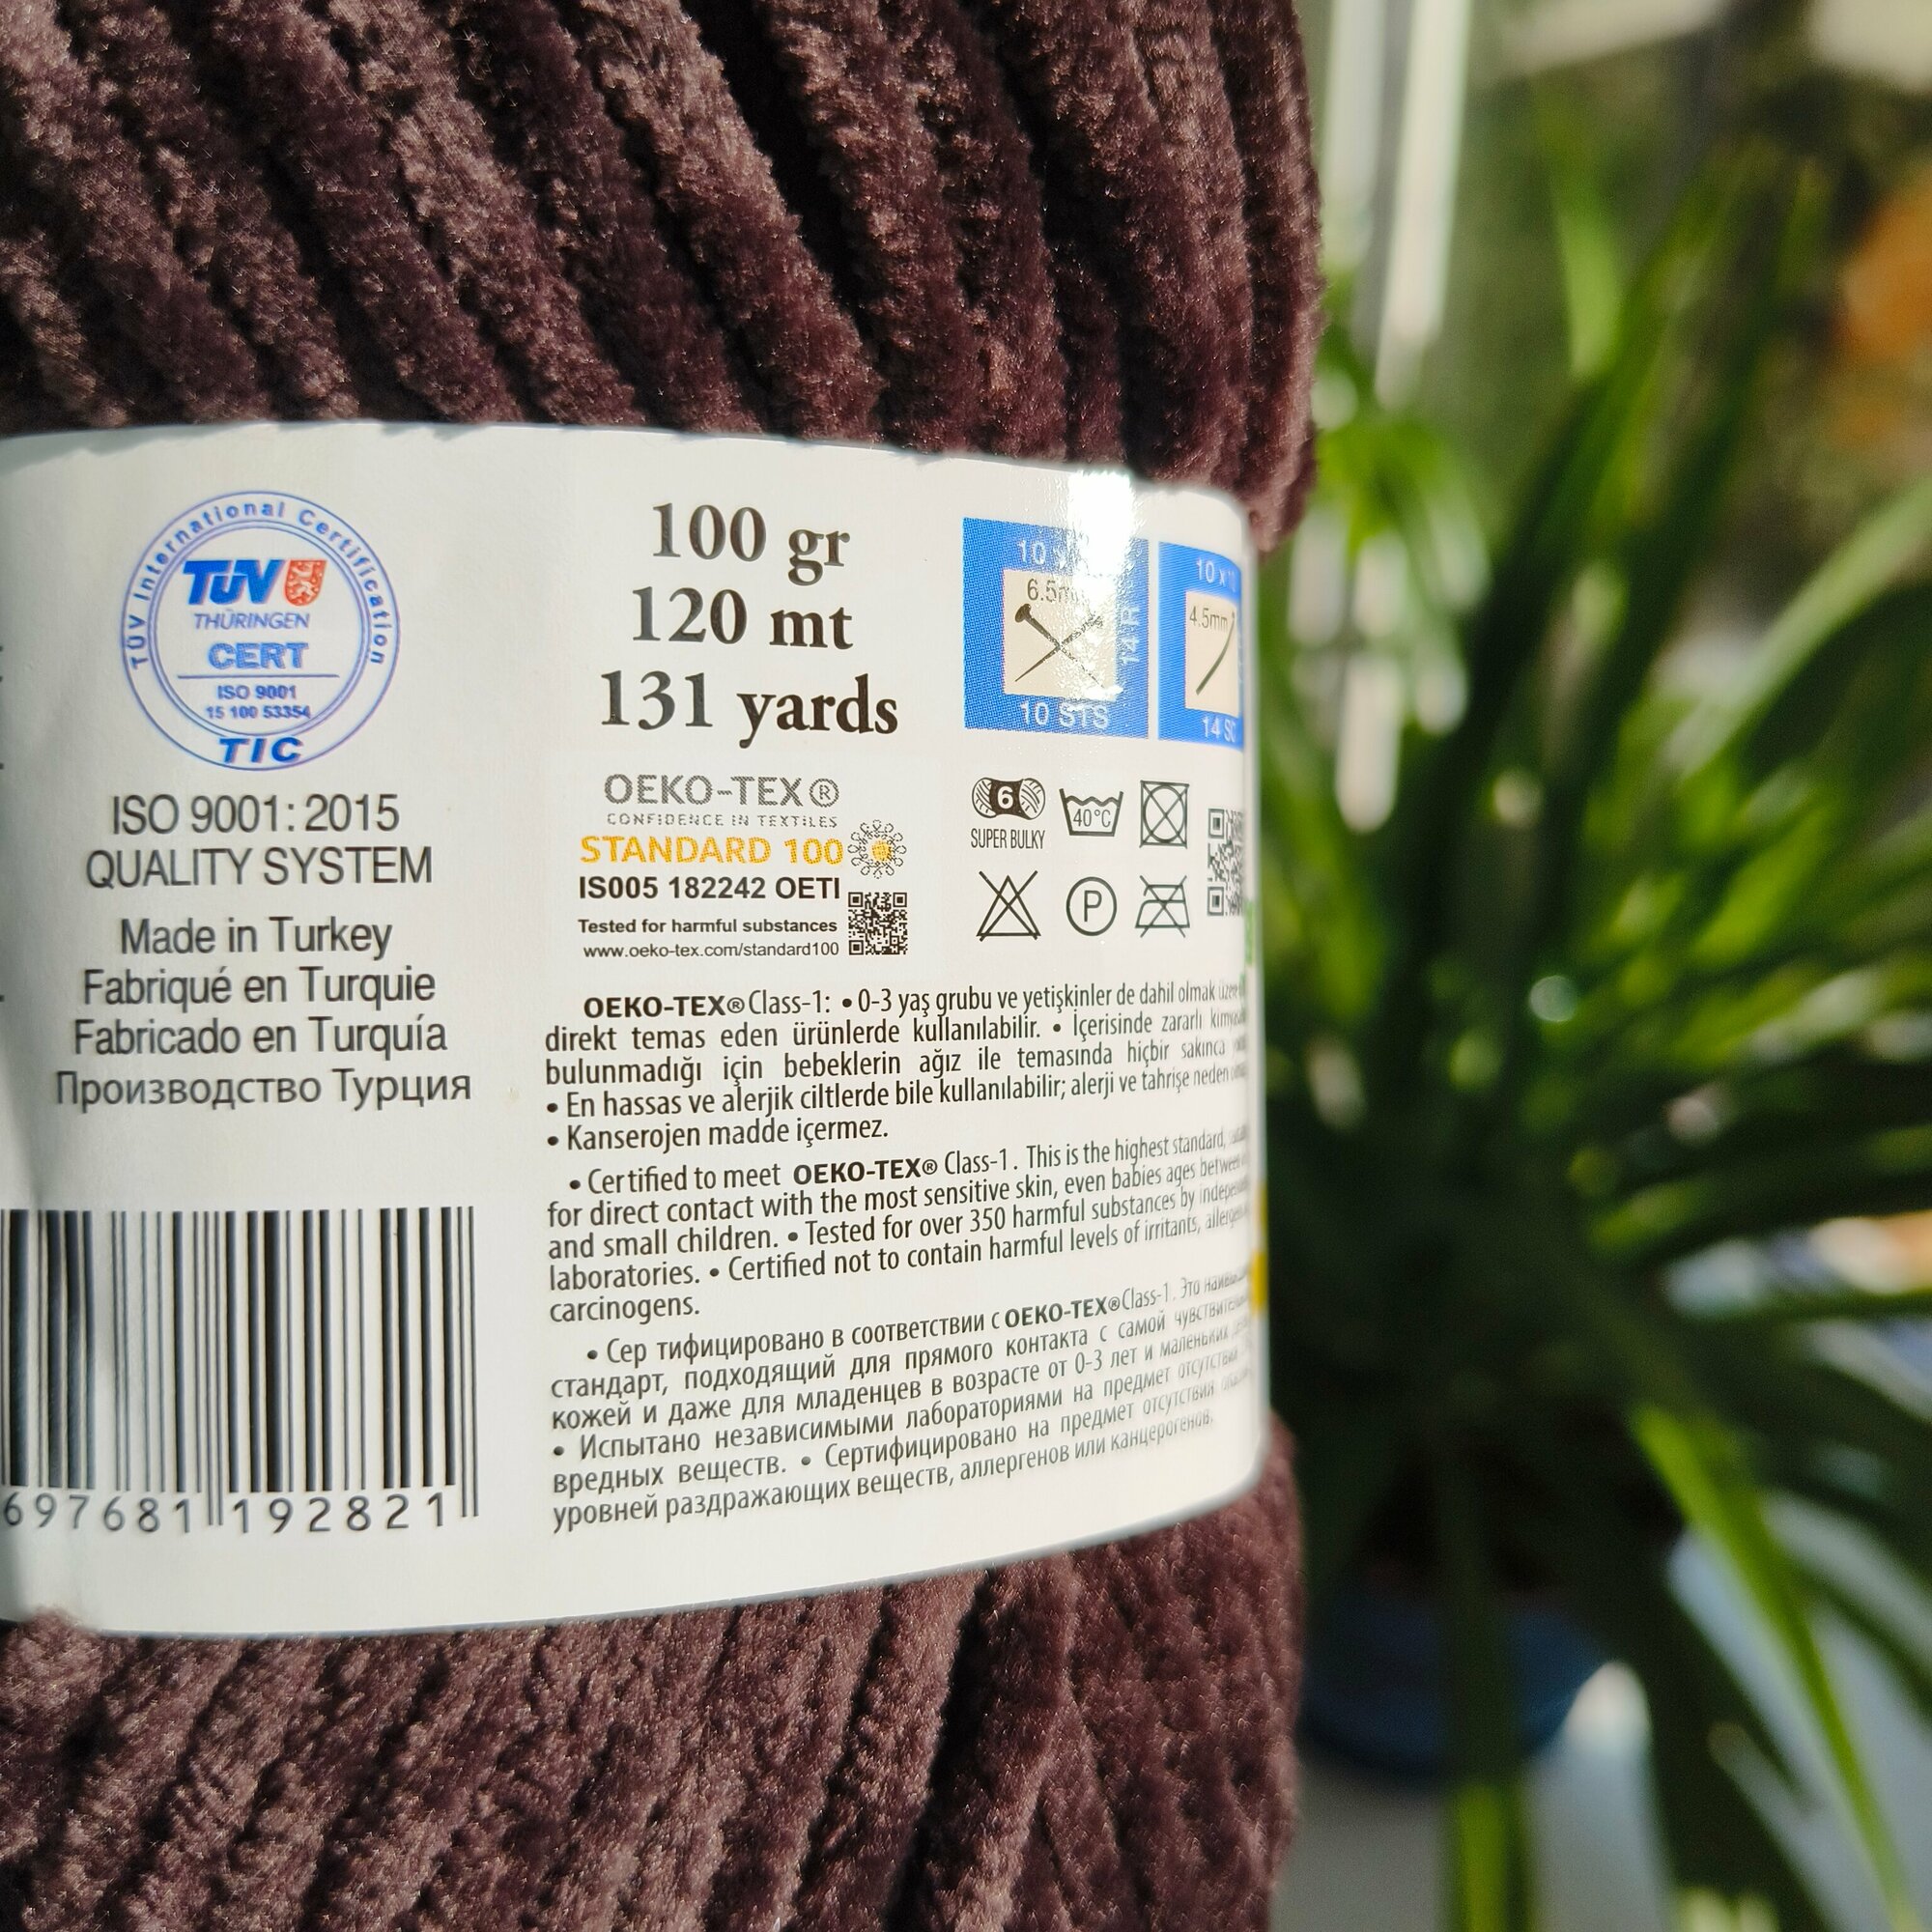 TÜV International Certification
TÜV
THÜRINGEN
CERT
ISO 9001
15 100 53354
TIC
ISO 9001:2015
QUALITY SYSTEM
Made in Turkey
Fabriqué en Turquie
Fabricado en Turquía
Производство Турция
697681 192821
100 gr
120 mt
131 yards
OEKO-TEX®
CONFIDENCE IN TEXTILES
STANDARD 100
IS005 182242 OETI
Tested for harmful substances
www.oeko-tex.com/standard100
10 x
6.5mm
14 R
10 STS
10 x
4.5mm
14 SC
6
SUPER BULKY
40°C
P
OEKO-TEX® Class-1: • 0-3 yaş grubu ve yetişkinler de dahil olmak üzere
direkt temas eden ürünlerde kullanılabilir. • İçerisinde zararlı
bulunmadığı için bebeklerin ağız ile temasında hiçbir sakınca
• En hassas ve alerjik ciltlerde bile kullanılabilir; alerji ve tahrişe neden
• Kanserojen madde içermez.
• Certified to meet OEKO-TEX® Class-1. This is the highest standard,
for direct contact with the most sensitive skin, even babies ages between
and small children. • Tested for over 350 harmful substances by
laboratories. • Certified not to contain harmful levels of irritants,
carcinogens.
• Сер тифицировано в соответствии с OEKO-TEX® Class-1. Это
стандарт, подходящий для прямого контакта с самой
кожей и даже для младенцев в возрасте от 0-3 лет и маленьких
• Испытано независимыми лабораториями на предмет отсутствия
вредных веществ. • Сертифицировано на предмет отсутствия
уровней раздражающих веществ, аллергенов или канцерогенов.